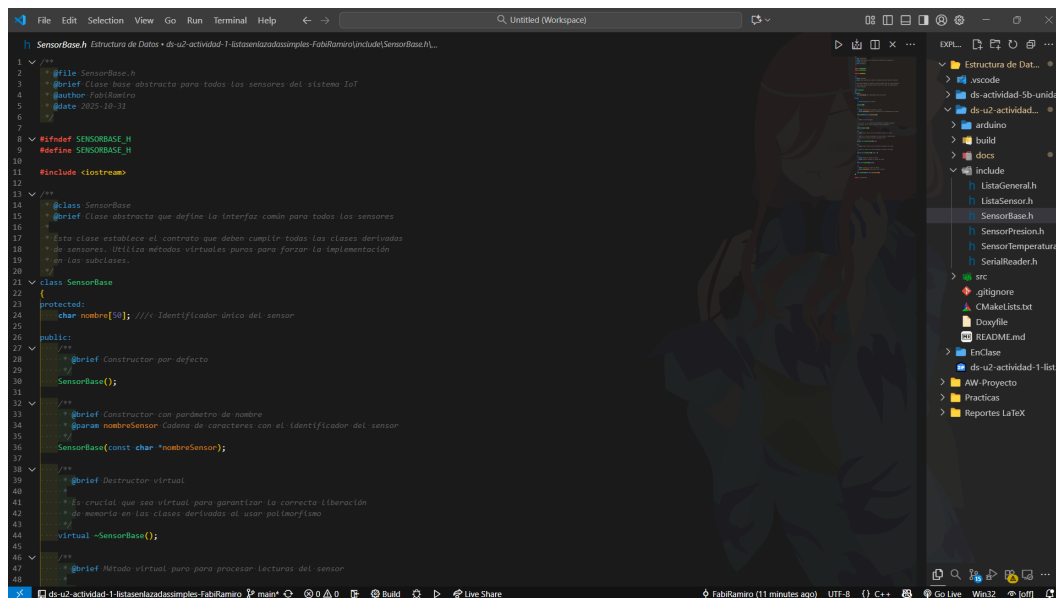 File Edit Selection View Go Run Terminal Help
Untitled (Workspace)
SensorBase.h Estructura de Datos • ds-u2-actividad-1-listasenlazadassimples-FabiRamiro\include\SensorBase.h\...
1 /**
2 * @file SensorBase.h
3 * @brief Clase base abstracta para todos los sensores del sistema IoT
4 * @author FabiRamiro
5 * @date 2025-10-31
6 */
7
8 #ifndef SENSORBASE_H
9 #define SENSORBASE_H
10
11 #include <iostream>
12
13 /**
14 * @class SensorBase
15 * @brief Clase abstracta que define la interfaz común para todos los sensores
16 *
17 * Esta clase establece el contrato que deben cumplir todas las clases derivadas
18 * de sensores. Utiliza métodos virtuales puros para forzar la implementación
19 * en las subclases.
20 */
21 class SensorBase
22 {
23 protected:
24 char nombre[50]; ///< Identificador único del sensor
25
26 public:
27 /**
28 * @brief Constructor por defecto
29 */
30 SensorBase();
31
32 /**
33 * @brief Constructor con parámetro de nombre
34 * @param nombreSensor Cadena de caracteres con el identificador del sensor
35 */
36 SensorBase(const char *nombreSensor);
37
38 /**
39 * @brief Destructor virtual
40 *
41 * Es crucial que sea virtual para garantizar la correcta liberación
42 * de memoria en las clases derivadas al usar polimorfismo
43 */
44 virtual ~SensorBase();
45
46 /**
47 * @brief Método virtual puro para procesar lecturas del sensor
48 *
EXPL...
Estructura de Dat...
.vscode
ds-actividad-5b-unida
ds-u2-actividad...
arduino
build
docs
include
ListaGeneral.h
ListaSensor.h
SensorBase.h
SensorPresion.h
SensorTemperatura
SerialReader.h
src
.gitignore
CMakeLists.txt
Doxyfile
README.md
EnClase
ds-u2-actividad-1-list.
AW-Proyecto
Practicas
Reportes LaTeX
ds-u2-actividad-1-listasenlazadassimples-FabiRamiro main* 0 0 Build Live Share FabiRamiro (11 minutes ago) UTF-8 {} C++ Go Live Win32 [off]